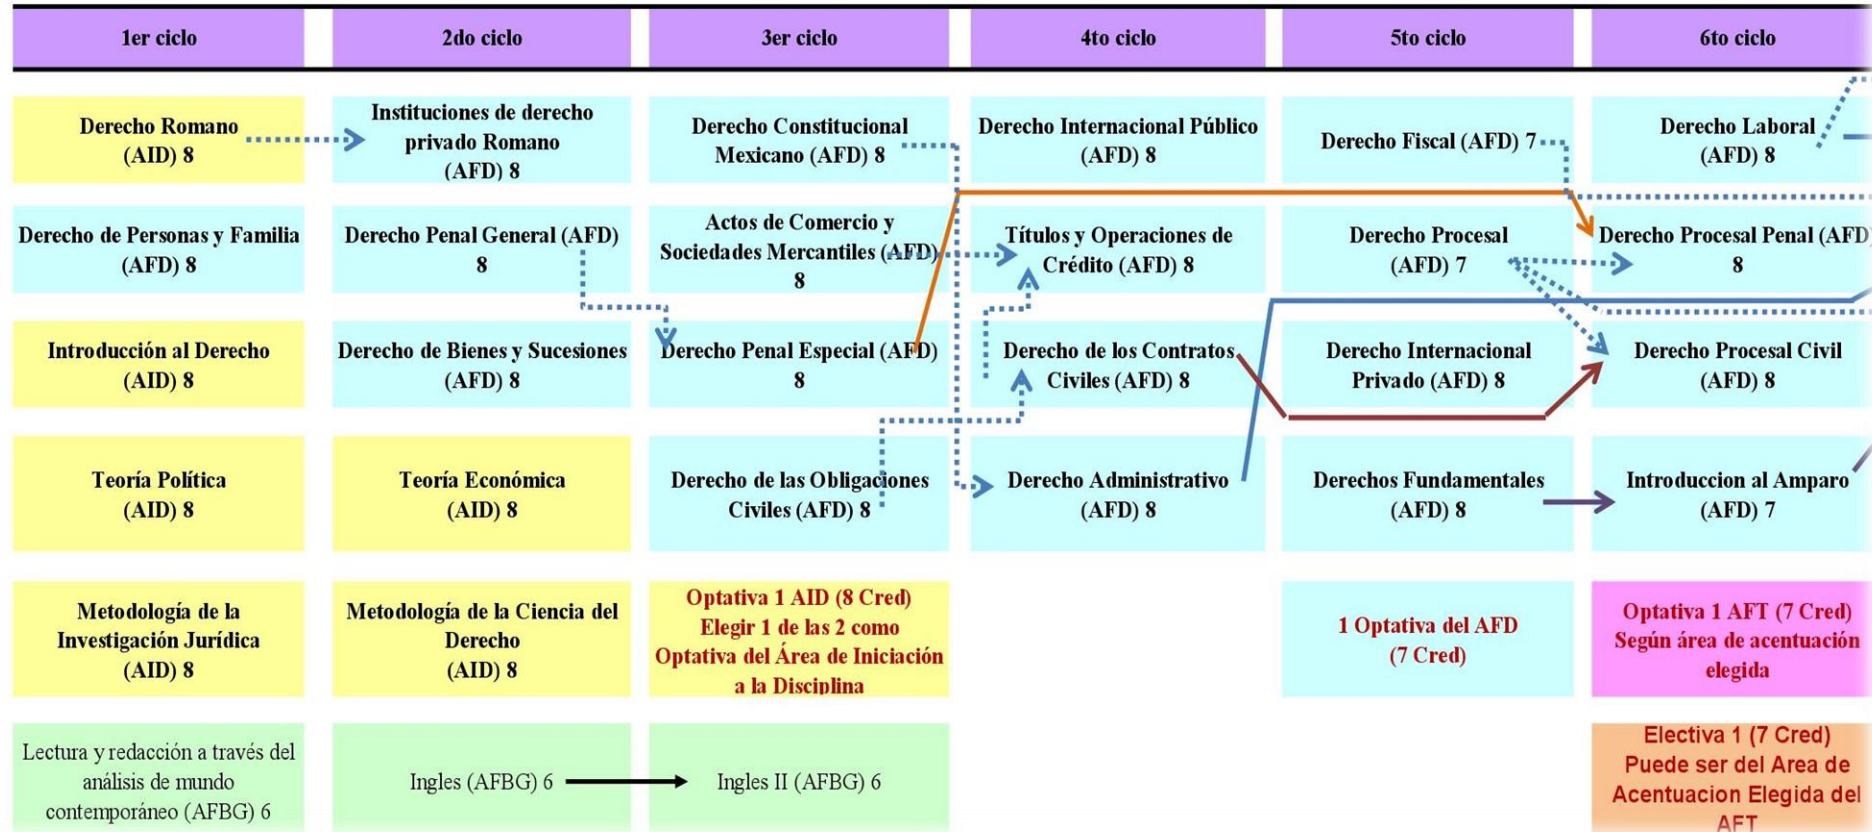 1er ciclo
2do ciclo
3er ciclo
4to ciclo
5to ciclo
6to ciclo
Derecho Romano
(AID) 8
Instituciones de derecho
privado Romano
(AFD) 8
Derecho Constitucional
Mexicano (AFD) 8
Derecho Internacional Público
(AFD) 8
Derecho Fiscal (AFD) 7
Derecho Laboral
(AFD) 8
Derecho de Personas y Familia
(AFD) 8
Derecho Penal General (AFD)
8
Actos de Comercio y
Sociedades Mercantiles (AFD)
8
Títulos y Operaciones de
Crédito (AFD) 8
Derecho Procesal
(AFD) 7
Derecho Procesal Penal (AFD)
8
Introducción al Derecho
(AID) 8
Derecho de Bienes y Sucesiones
(AFD) 8
Derecho Penal Especial (AFD)
8
Derecho de los Contratos
Civiles (AFD) 8
Derecho Internacional
Privado (AFD) 8
Derecho Procesal Civil
(AFD) 8
Teoría Política
(AID) 8
Teoría Económica
(AID) 8
Derecho de las Obligaciones
Civiles (AFD) 8
Derecho Administrativo
(AFD) 8
Derechos Fundamentales
(AFD) 8
Introduccion al Amparo
(AFD) 7
Metodología de la
Investigación Jurídica
(AID) 8
Metodología de la Ciencia del
Derecho
(AID) 8
Optativa 1 AID (8 Cred)
Elegir 1 de las 2 como
Optativa del Área de Iniciación
a la Disciplina
1 Optativa del AFD
(7 Cred)
Optativa 1 AFT (7 Cred)
Según área de acentuación
elegida
Lectura y redacción a través del
análisis de mundo
contemporáneo (AFBG) 6
Ingles (AFBG) 6
Ingles II (AFBG) 6
Electiva 1 (7 Cred)
Puede ser del Area de
Acentuacion Elegida del
AFT